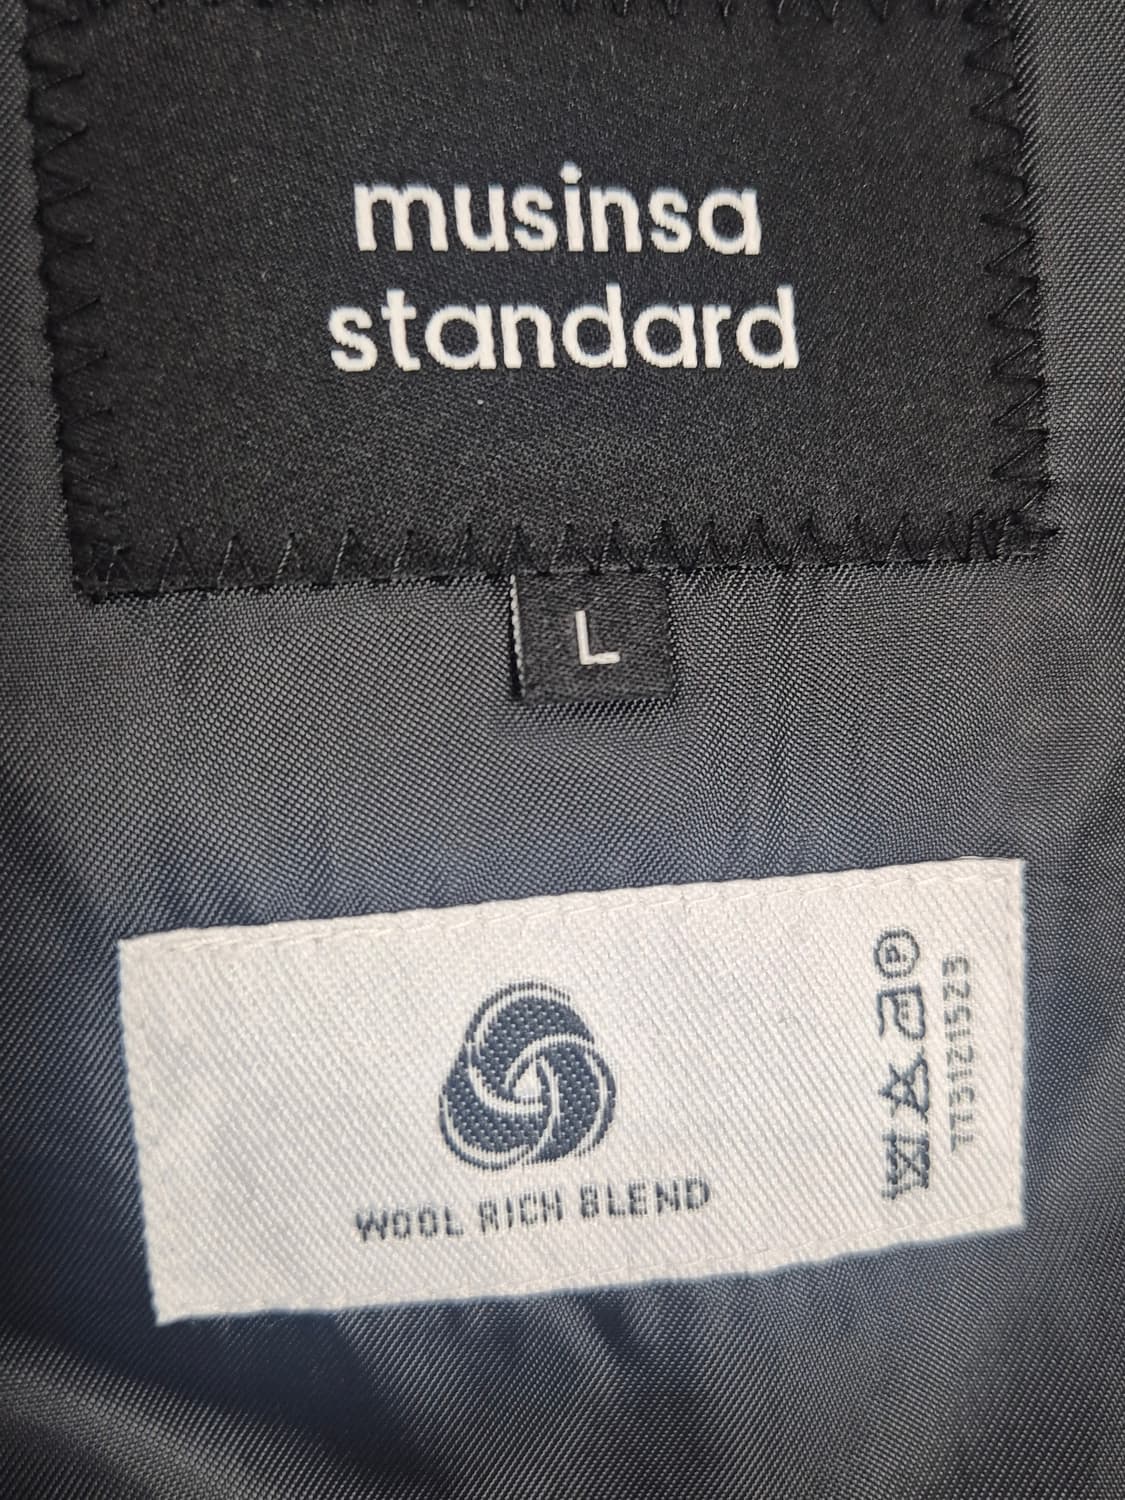 musinsa
standard
L
WOOL RICH BLEND